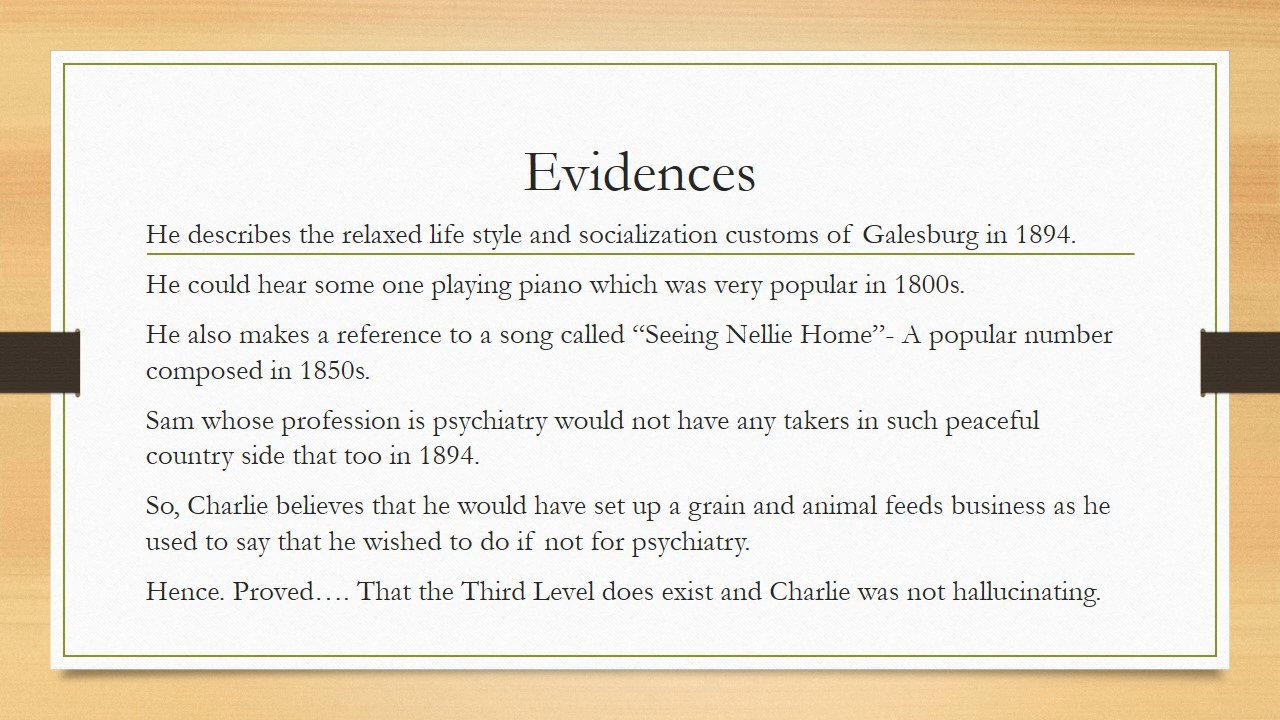 Evidences
He describes the relaxed life style and socialization customs of Galesburg in 1894.
He could hear some one playing piano which was very popular in 1800s.
He also makes a reference to a song called “Seeing Nellie Home”- A popular number
composed in 1850s.
Sam whose profession is psychiatry would not have any takers in such peaceful
country side that too in 1894.
So, Charlie believes that he would have set up a grain and animal feeds business as he
used to say that he wished to do if not for psychiatry.
Hence. Proved…. That the Third Level does exist and Charlie was not hallucinating.